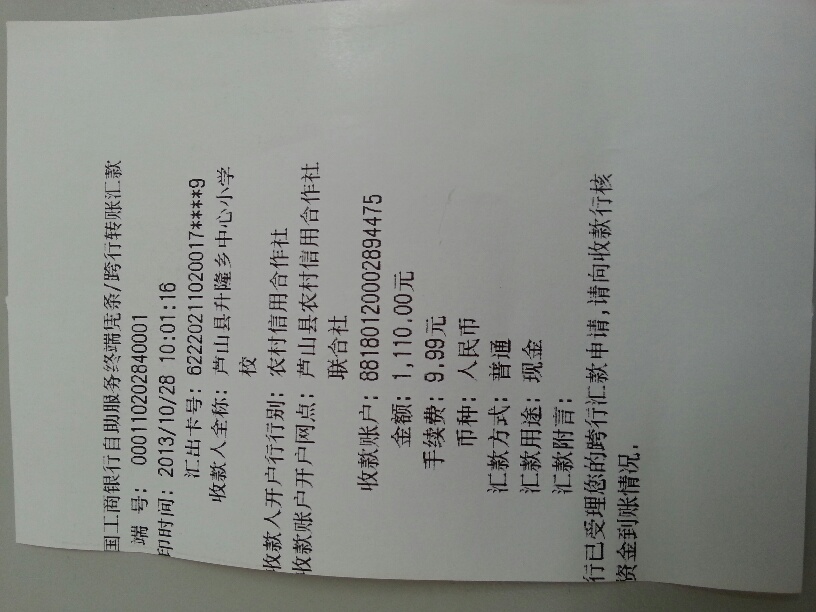 国工商银行自助服务终端凭条/跨行转账汇款
端 号: 000110202840001
印时间: 2013/10/28 10:01:16
汇出卡号: 62220211020017****9
收款人全称: 芦山县升隆乡中心小学
校
收款人开户行行别: 农村信用合作社
收款账户开户网点: 芦山县农村信用合作社
联合社
收款账户: 88180120002894475
金额: 1,110.00元
手续费: 9.99元
币种: 人民币
汇款方式: 普通
汇款用途: 现金
汇款附言:
行已受理您的跨行汇款申请,请向收款行核
资金到账情况.